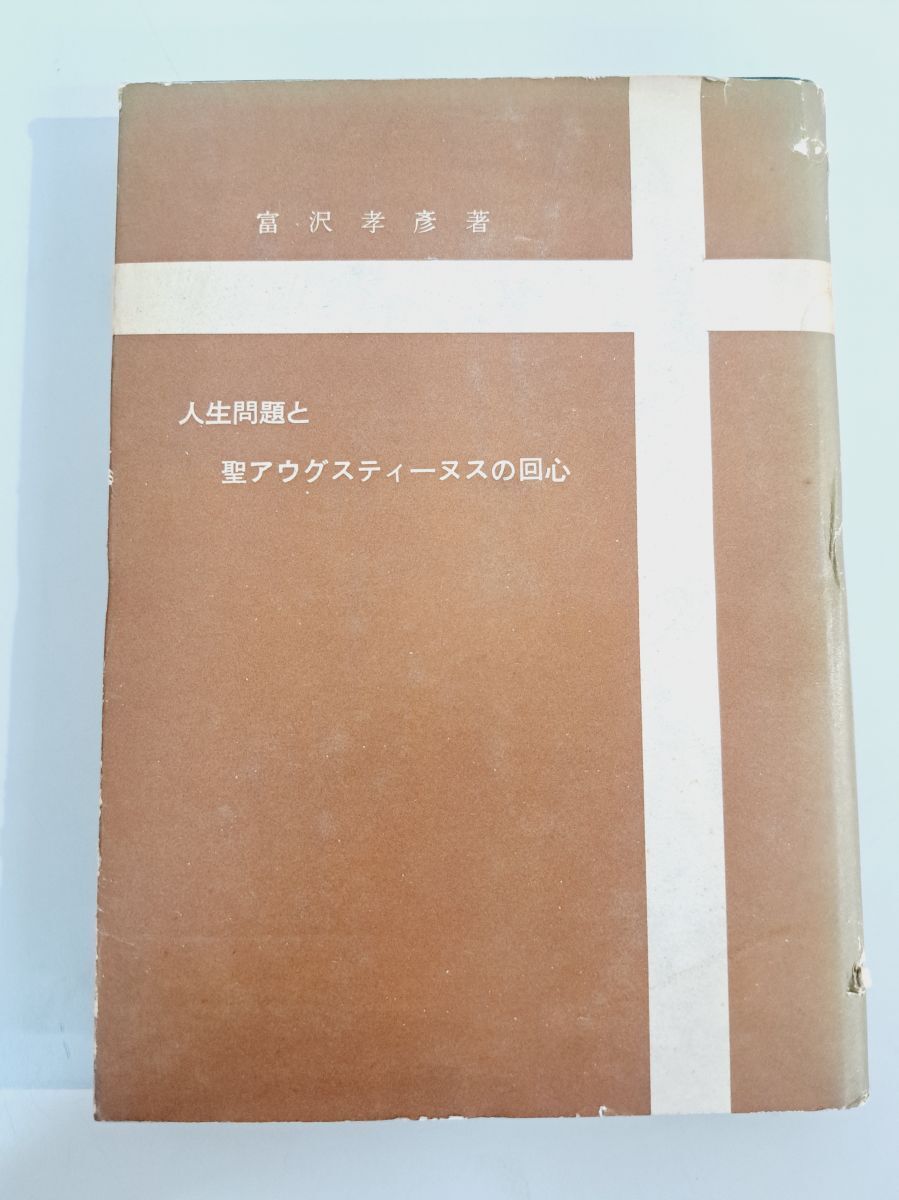 富沢孝彦著
人生問題と
聖アウグスティーヌスの回心